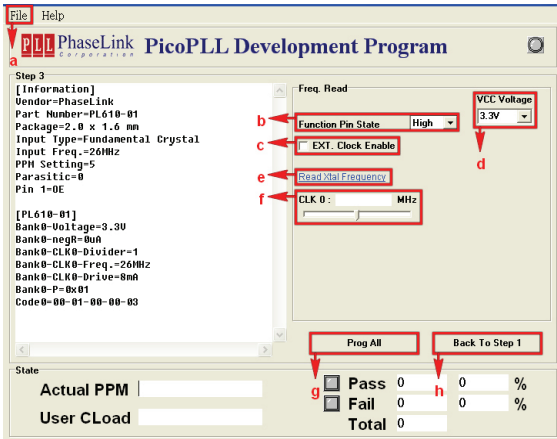 File Help
PLL PhaseLink Corporation PicoPLL Development Program
a
Step 3
[Information]
Vendor=PhaseLink
Part Number=PL610-01
Package=2.0 x 1.6 mm
Input Type=Fundamental Crystal
Input Freq.=26MHz
PPM Setting=5
Parasitic=0
Pin 1=OE
[PL610-01]
Bank0-Voltage=3.3V
Bank0-negR=0uA
Bank0-CLK0-Divider=1
Bank0-CLK0-Freq.=26MHz
Bank0-CLK0-Drive=8mA
Bank0-P=0x01
Code0=00-01-00-00-03
Freq. Read
VCC Voltage
3.3V
d
b Function Pin State High
c EXT. Clock Enable
e Read Xtal Frequency
f CLK 0 : MHz
Prog All Back To Step 1
g h
State
Actual PPM
User CLoad
Pass 0 0 %
Fail 0 0 %
Total 0